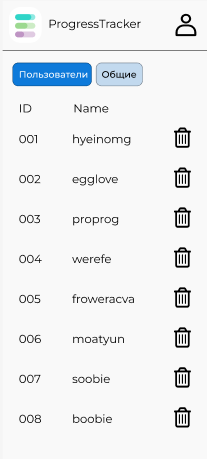 ProgressTracker
Пользователи Общие
ID Name
001 hyeinomg
002 egglove
003 proprog
004 werefe
005 froweracva
006 moatyun
007 soobie
008 boobie